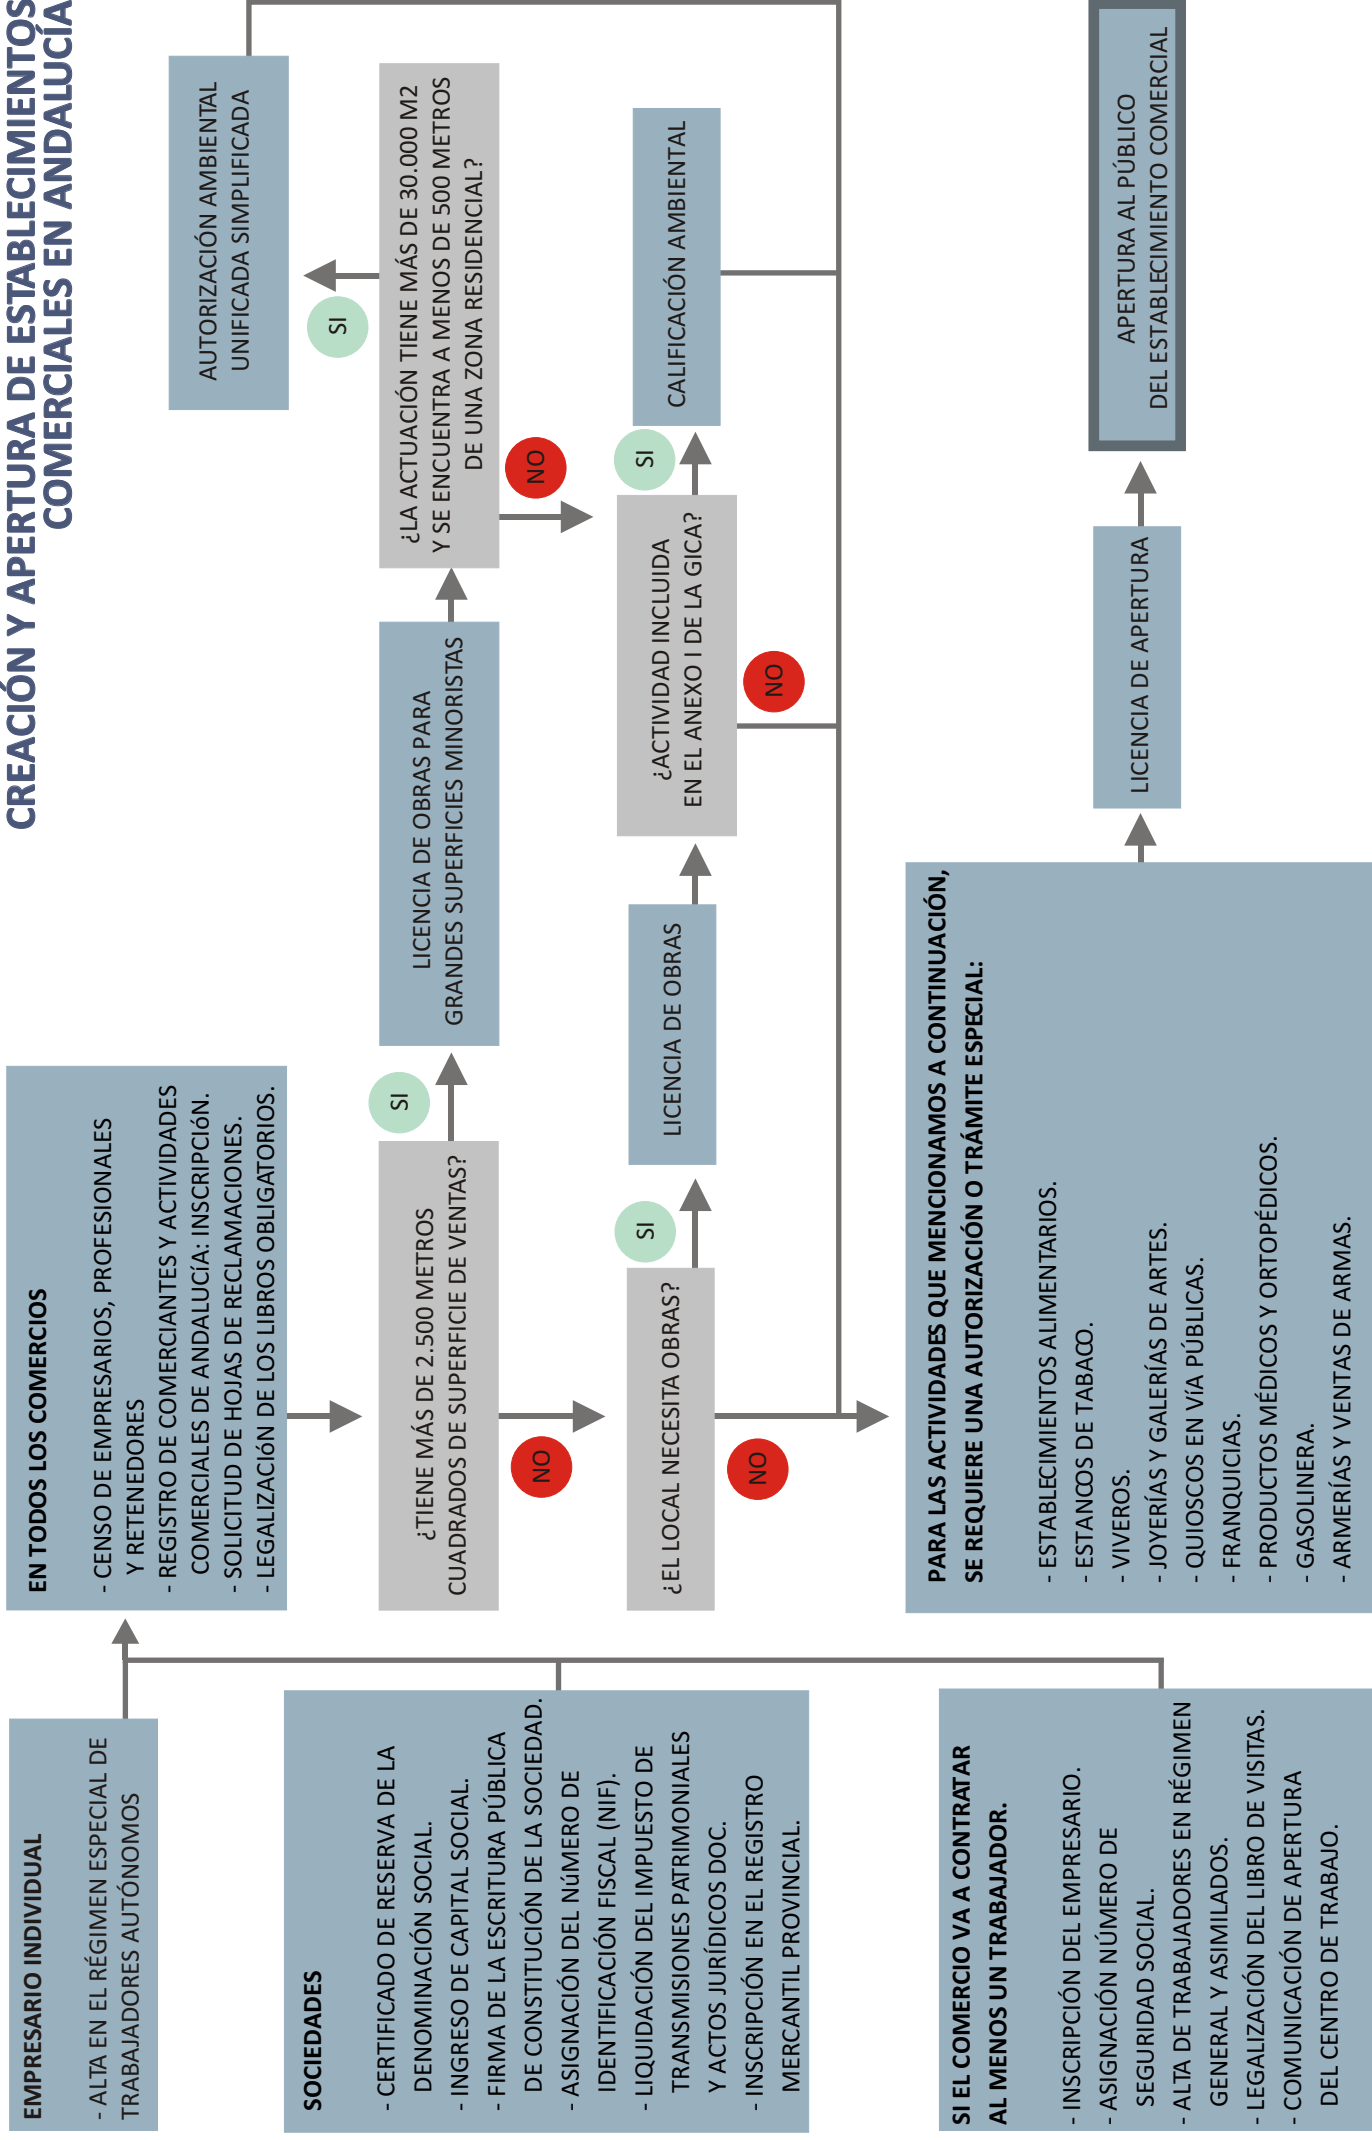 CREACIÓN Y APERTURA DE ESTABLECIMIENTOS
COMERCIALES EN ANDALUCÍA
EMPRESARIO INDIVIDUAL
- ALTA EN EL RÉGIMEN ESPECIAL DE
TRABAJADORES AUTÓNOMOS
SOCIEDADES
- CERTIFICADO DE RESERVA DE LA
DENOMINACIÓN SOCIAL.
- INGRESO DE CAPITAL SOCIAL.
- FIRMA DE LA ESCRITURA PÚBLICA
DE CONSTITUCIÓN DE LA SOCIEDAD.
- ASIGNACIÓN DEL NúMERO DE
IDENTIFICACIÓN FISCAL (NIF).
- LIQUIDACIÓN DEL IMPUESTO DE
TRANSMISIONES PATRIMONIALES
Y ACTOS JURÍDICOS DOC.
- INSCRIPCIÓN EN EL REGISTRO
MERCANTIL PROVINCIAL.
SI EL COMERCIO VA A CONTRATAR
AL MENOS UN TRABAJADOR.
- INSCRIPCIÓN DEL EMPRESARIO.
- ASIGNACIÓN NÚMERO DE
SEGURIDAD SOCIAL.
- ALTA DE TRABAJADORES EN RÉGIMEN
GENERAL Y ASIMILADOS.
- LEGALIZACIÓN DEL LIBRO DE VISITAS.
- COMUNICACIÓN DE APERTURA
DEL CENTRO DE TRABAJO.
EN TODOS LOS COMERCIOS
- CENSO DE EMPRESARIOS, PROFESIONALES
Y RETENEDORES
- REGISTRO DE COMERCIANTES Y ACTIVIDADES
COMERCIALES DE ANDALUCíA: INSCRIPCIóN.
- SOLICITUD DE HOJAS DE RECLAMACIONES.
- LEGALIZACIóN DE LOS LIBROS OBLIGATORIOS.
¿TIENE MÁS DE 2.500 METROS
CUADRADOS DE SUPERFICIE DE VENTAS?
SI
NO
LICENCIA DE OBRAS PARA
GRANDES SUPERFICIES MINORISTAS
¿LA ACTUACIÓN TIENE MÁS DE 30.000 M2
Y SE ENCUENTRA A MENOS DE 500 METROS
DE UNA ZONA RESIDENCIAL?
SI
NO
AUTORIZACIÓN AMBIENTAL
UNIFICADA SIMPLIFICADA
¿EL LOCAL NECESITA OBRAS?
SI
NO
LICENCIA DE OBRAS
¿ACTIVIDAD INCLUIDA
EN EL ANEXO I DE LA GICA?
SI
NO
CALIFICACIÓN AMBIENTAL
PARA LAS ACTIVIDADES QUE MENCIONAMOS A CONTINUACIÓN,
SE REQUIERE UNA AUTORIZACIÓN O TRÁMITE ESPECIAL:
- ESTABLECIMIENTOS ALIMENTARIOS.
- ESTANCOS DE TABACO.
- VIVEROS.
- JOYERÍAS Y GALERÍAS DE ARTES.
- QUIOSCOS EN VíA PÚBLICAS.
- FRANQUICIAS.
- PRODUCTOS MÉDICOS Y ORTOPÉDICOS.
- GASOLINERA.
- ARMERÍAS Y VENTAS DE ARMAS.
LICENCIA DE APERTURA
APERTURA AL PÚBLICO
DEL ESTABLECIMIENTO COMERCIAL